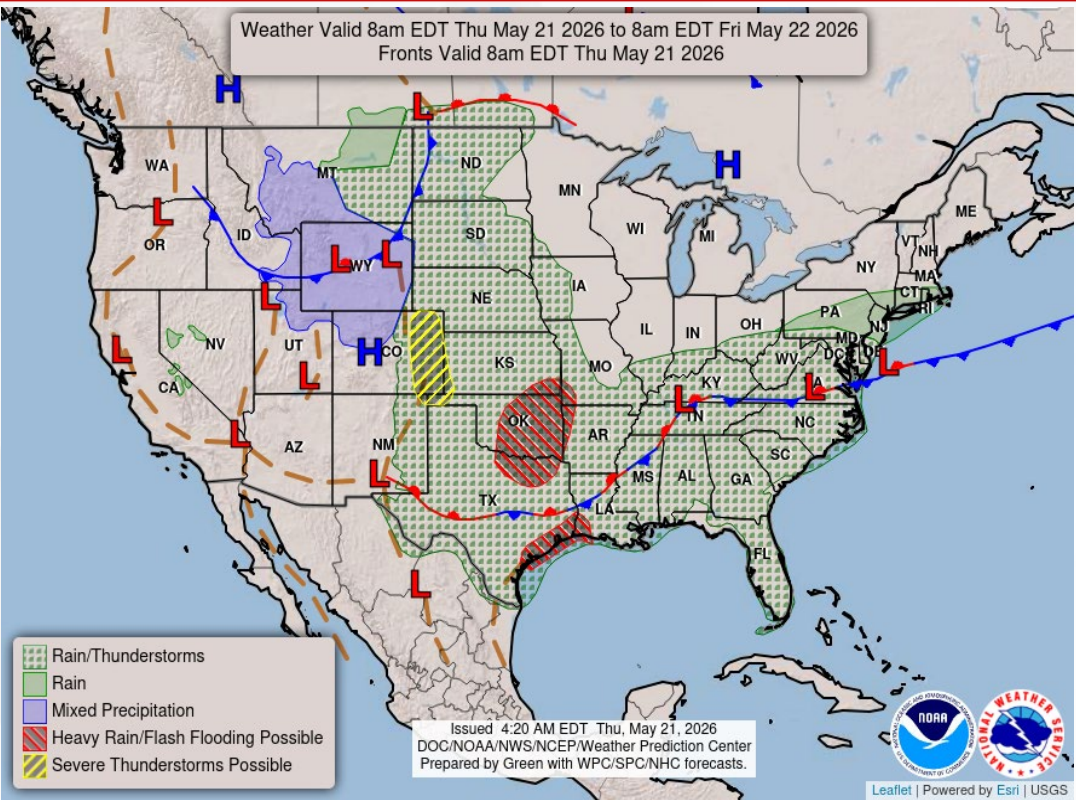 Weather Valid 8am EDT Thu May 21 2026 to 8am EDT Fri May 22 2026
Fronts Valid 8am EDT Thu May 21 2026
H
L
WA
MT
ND
MN
H
ME
L
OR
ID
SD
WI
MI
VT
NH
L
WY
L
NY
MA
CT
RI
L
NE
IA
PA
NJ
IL
IN
OH
MD
DE
DC
NV
UT
H
CO
L
CA
L
KS
MO
WV
L
KY
L
VA
L
TN
NC
OK
AR
L
AZ
NM
SC
L
MS
AL
GA
TX
LA
FL
L
Rain/Thunderstorms
Rain
Mixed Precipitation
Heavy Rain/Flash Flooding Possible
Severe Thunderstorms Possible
Issued 4:20 AM EDT Thu, May 21, 2026
DOC/NOAA/NWS/NCEP/Weather Prediction Center
Prepared by Green with WPC/SPC/NHC forecasts.
NOAA
NATIONAL WEATHER SERVICE
Leaflet | Powered by Esri | USGS